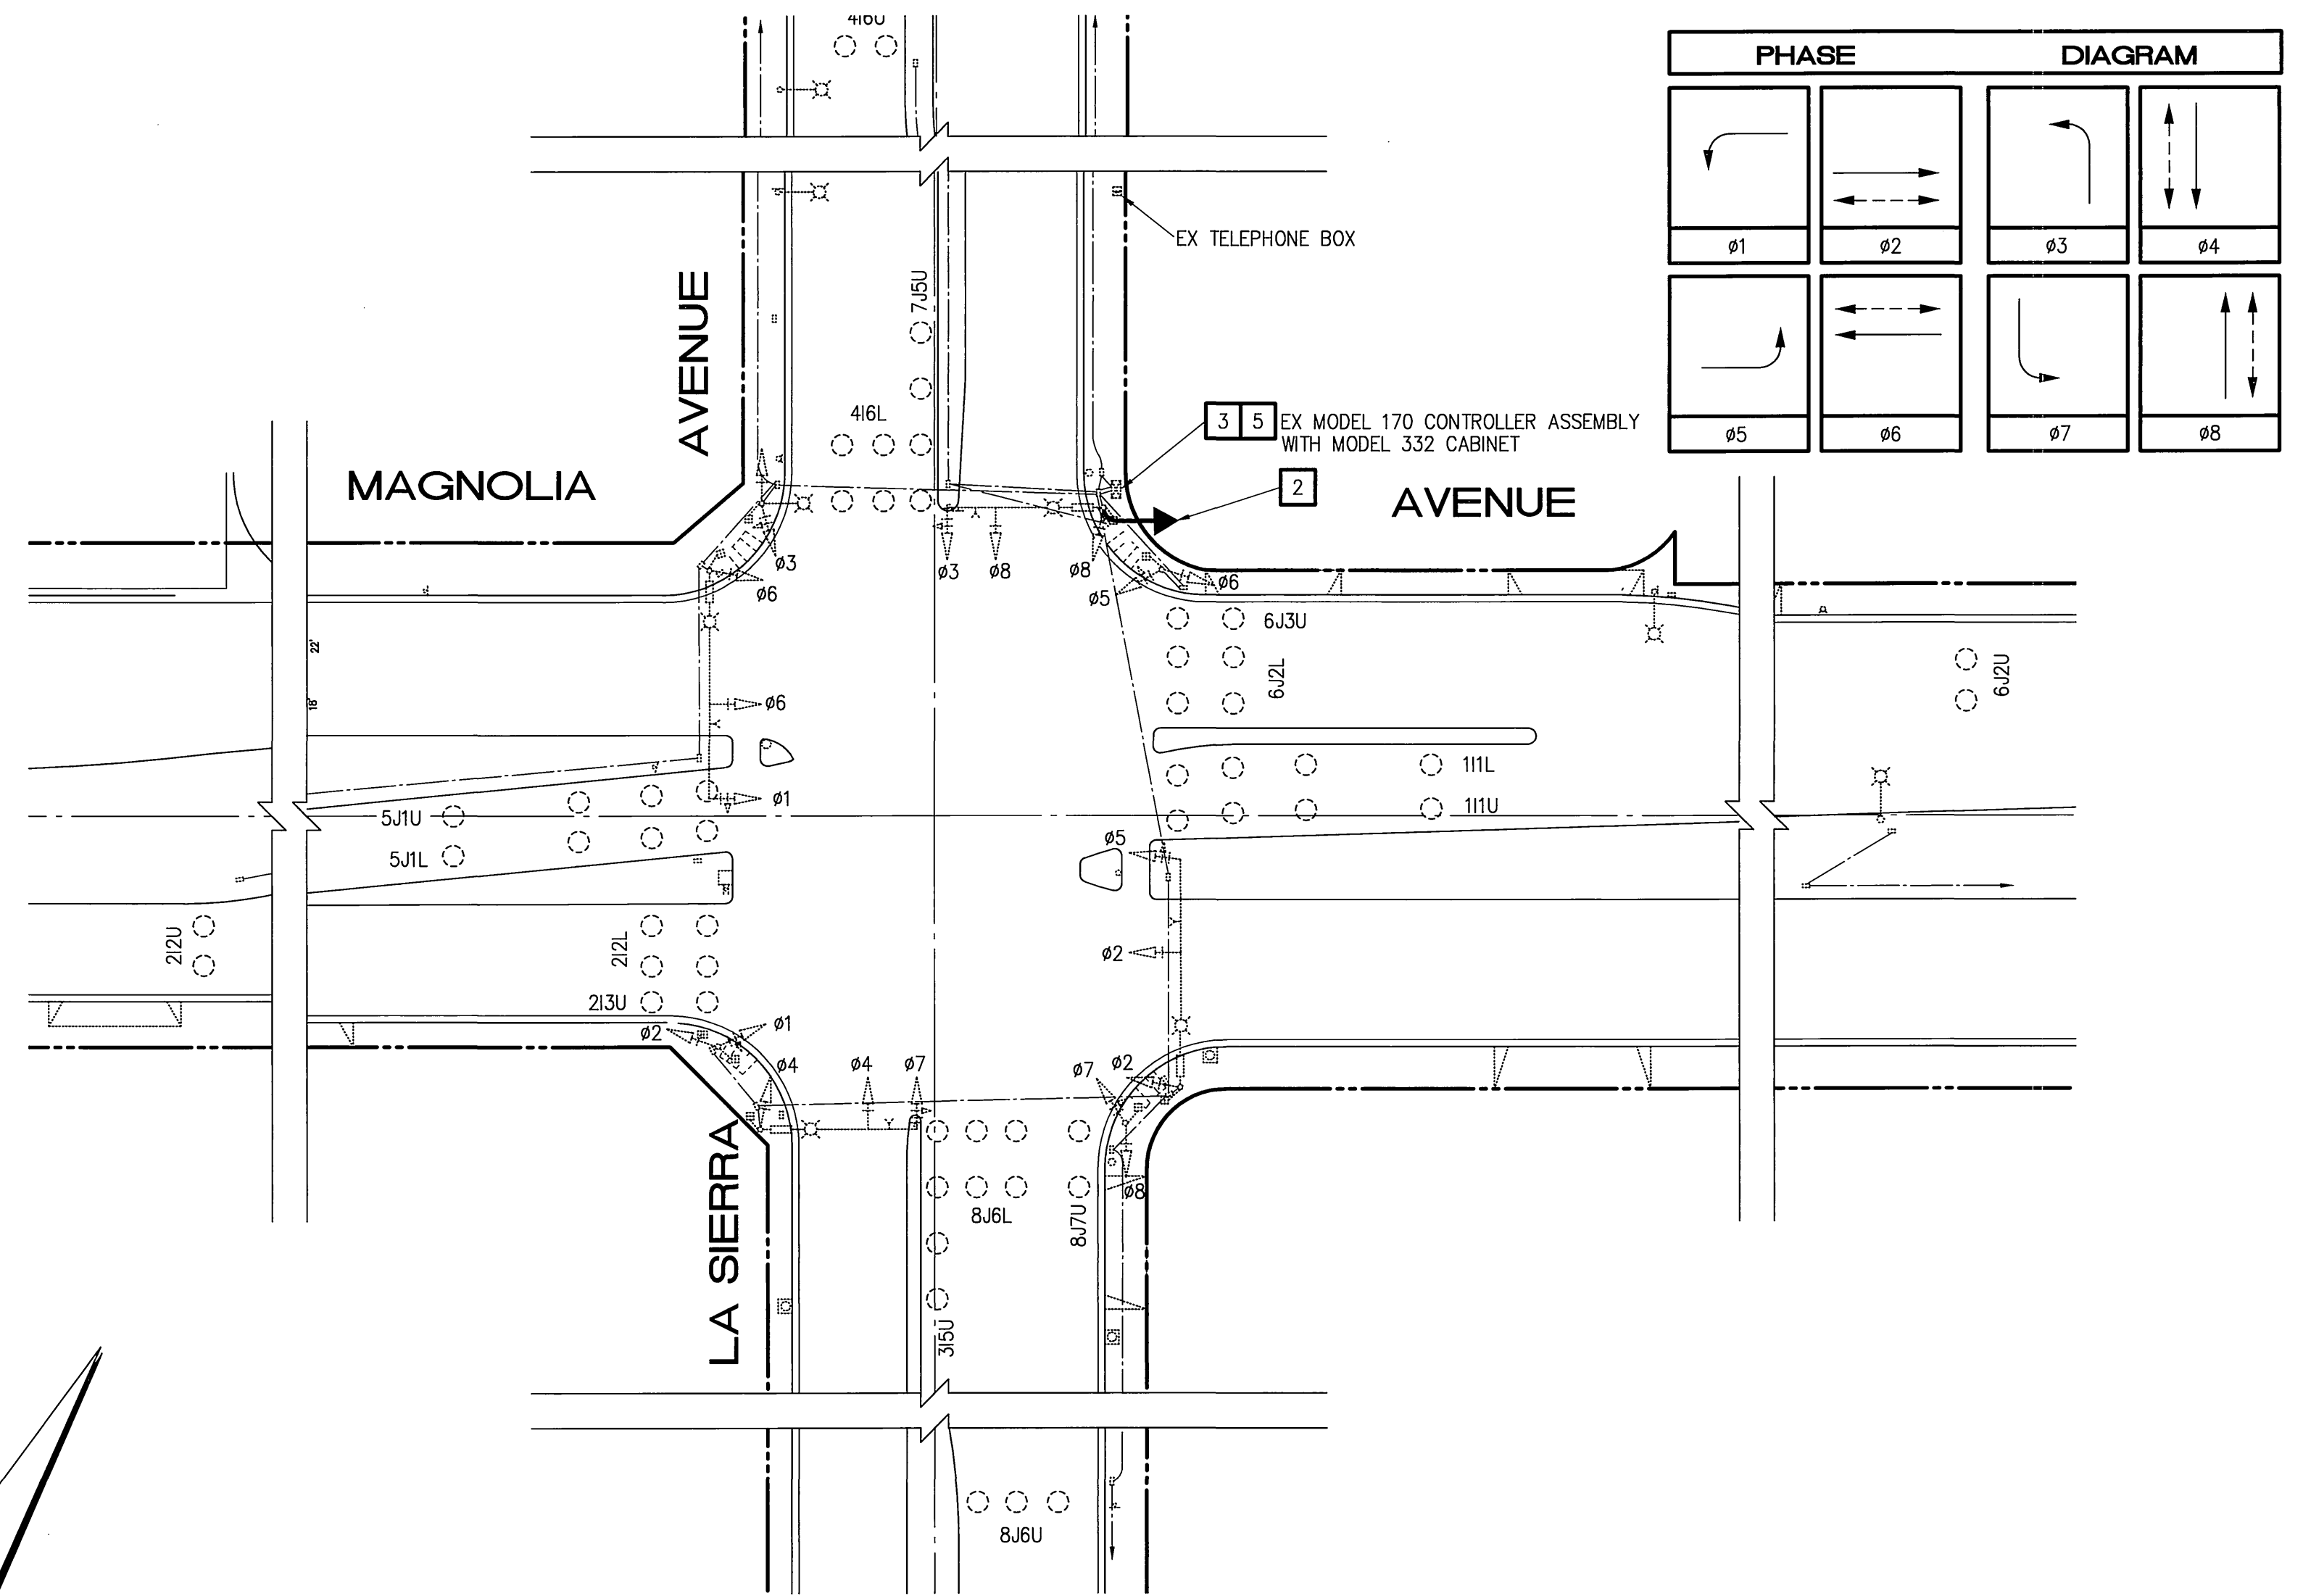 4I6U
PHASE DIAGRAM
ø1 ø2 ø3 ø4
ø5 ø6 ø7 ø8
EX TELEPHONE BOX
7J5U
AVENUE
4I6L
3 5 EX MODEL 170 CONTROLLER ASSEMBLY
WITH MODEL 332 CABINET
2
MAGNOLIA
AVENUE
ø3
ø6
ø3
ø8
ø8
ø5
ø6
6J3U
6J2L
6J2U
22'
18'
ø6
ø1
1I1L
1I1U
5J1U
5J1L
ø5
2I2U
2I2L
ø2
2I3U
ø2
ø1
ø4
ø4
ø7
ø7
ø2
ø8
LA SIERRA
8J6L
8J7U
3I5U
8J6U